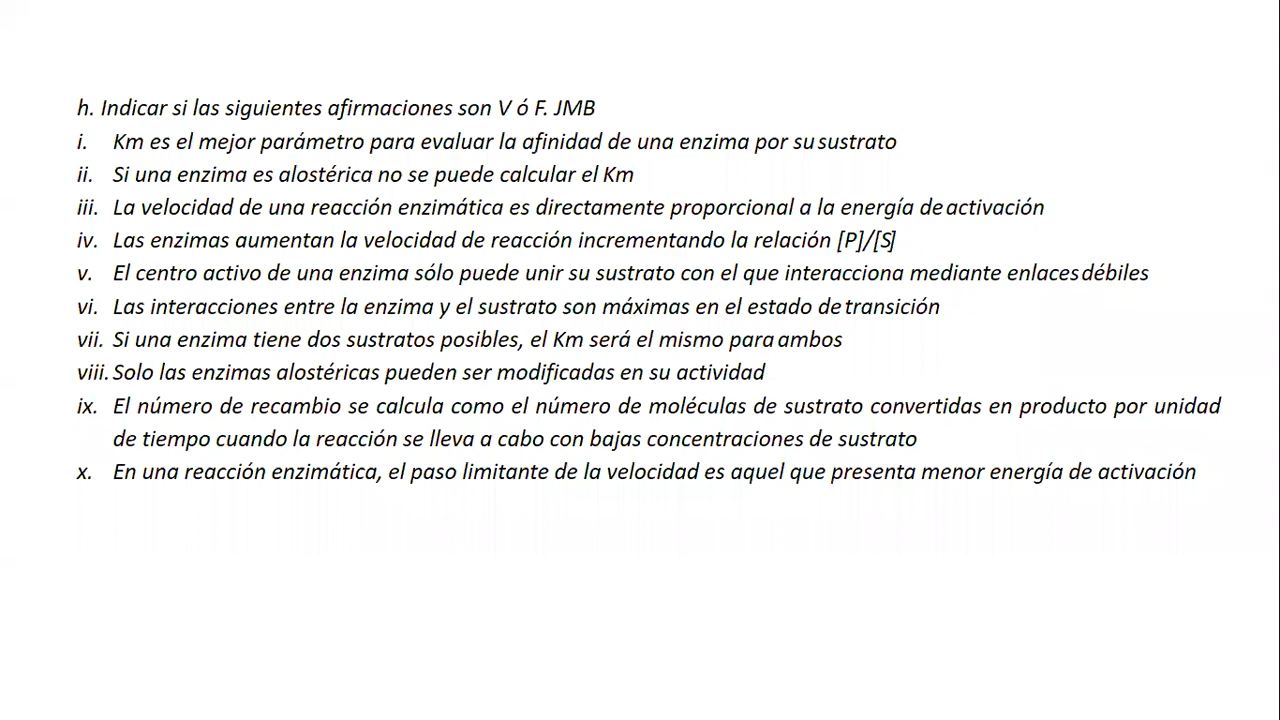 h. Indicar si las siguientes afirmaciones son V ó F. JMB
i. Km es el mejor parámetro para evaluar la afinidad de una enzima por su sustrato
ii. Si una enzima es alostérica no se puede calcular el Km
iii. La velocidad de una reacción enzimática es directamente proporcional a la energía de activación
iv. Las enzimas aumentan la velocidad de reacción incrementando la relación [P]/[S]
v. El centro activo de una enzima sólo puede unir su sustrato con el que interacciona mediante enlaces débiles
vi. Las interacciones entre la enzima y el sustrato son máximas en el estado de transición
vii. Si una enzima tiene dos sustratos posibles, el Km será el mismo para ambos
viii. Solo las enzimas alostéricas pueden ser modificadas en su actividad
ix. El número de recambio se calcula como el número de moléculas de sustrato convertidas en producto por unidad
de tiempo cuando la reacción se lleva a cabo con bajas concentraciones de sustrato
x. En una reacción enzimática, el paso limitante de la velocidad es aquel que presenta menor energía de activación